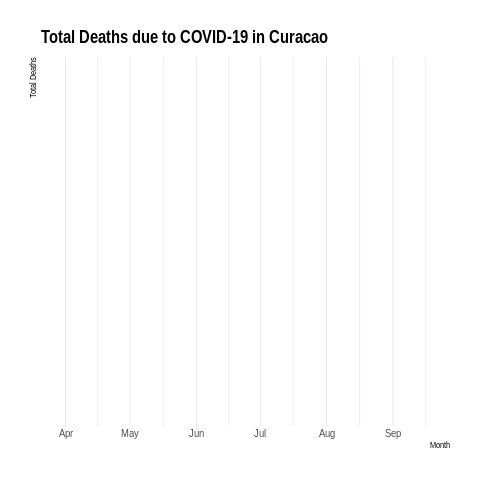 Total Deaths due to COVID-19 in Curacao
Total Deaths
Apr May Jun Jul Aug Sep
Month